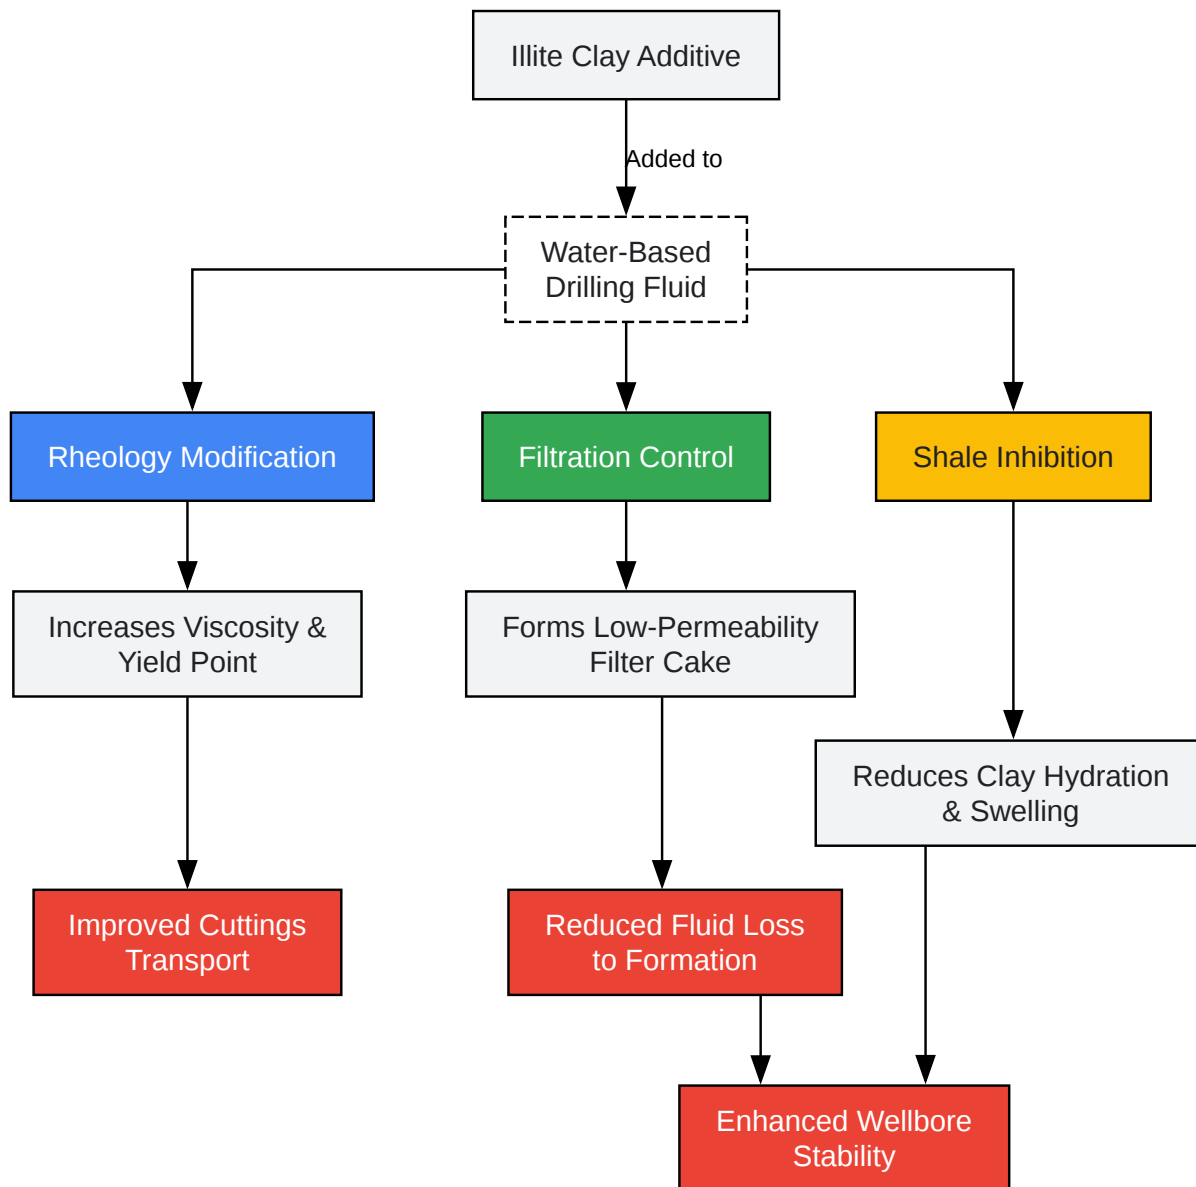 Illite Clay Additive
Added to
Water-Based
Drilling Fluid
Rheology Modification
Filtration Control
Shale Inhibition
Increases Viscosity &
Yield Point
Forms Low-Permeability
Filter Cake
Reduces Clay Hydration
& Swelling
Improved Cuttings
Transport
Reduced Fluid Loss
to Formation
Enhanced Wellbore
Stability